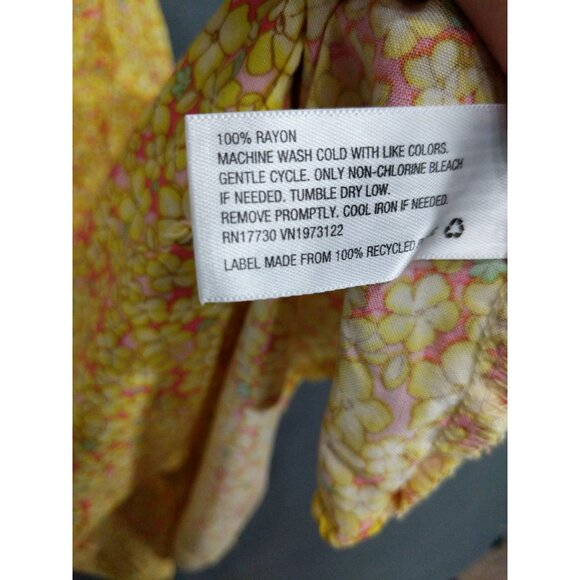 100% RAYON
MACHINE WASH COLD WITH LIKE COLORS.
GENTLE CYCLE. ONLY NON-CHLORINE BLEACH
IF NEEDED. TUMBLE DRY LOW.
REMOVE PROMPTLY. COOL IRON IF NEEDED.
RN17730 VN1973122
LABEL MADE FROM 100% RECYCLED